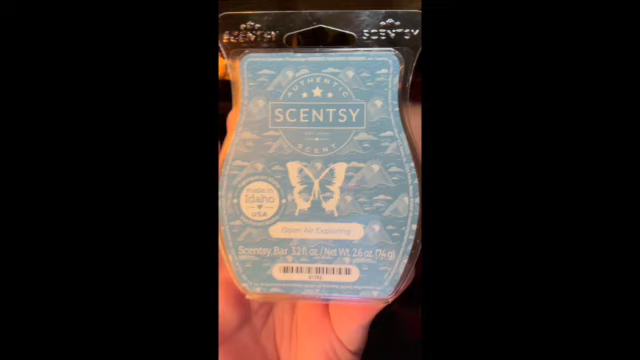 SCENTSY SCENTSY
AUTHENTIC
SCENTSY
SCENT
made in
Idaho
USA
Open Air Exploring
Scentsy Bar 3.2 fl. oz. / Net Wt. 2.6 oz. (74 g)